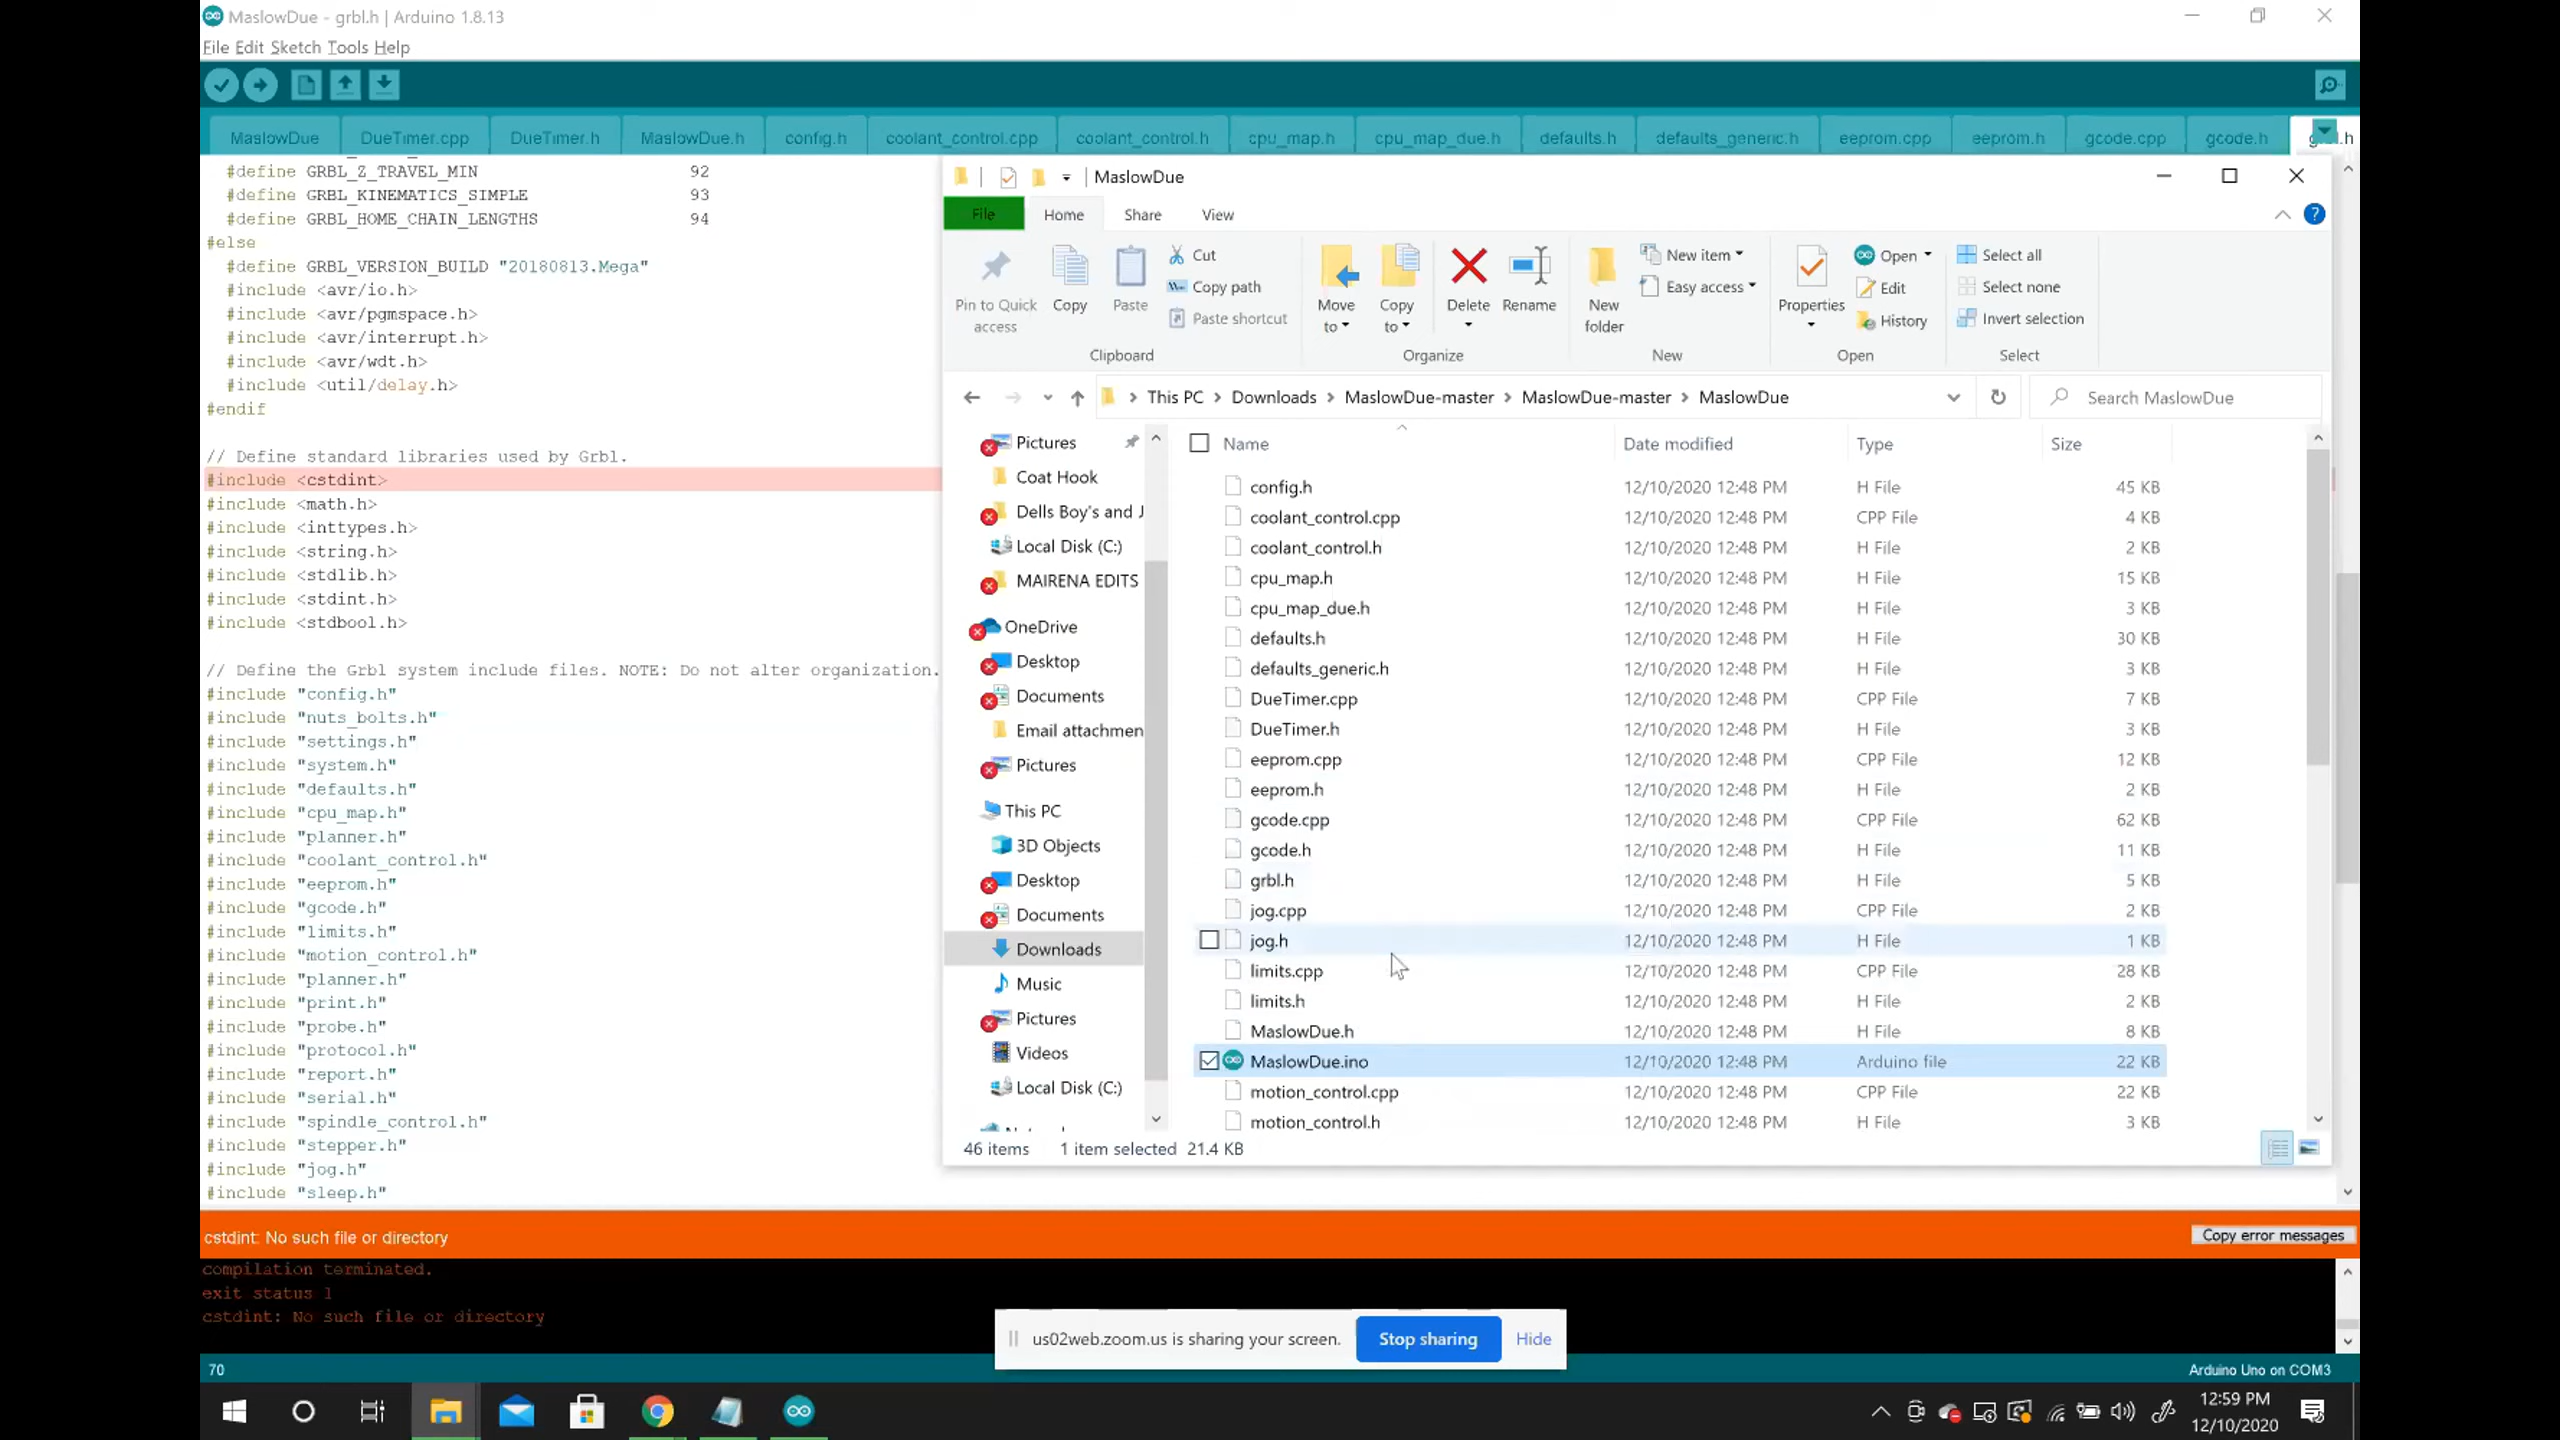 MaslowDue - grbl.h | Arduino 1.8.13
File Edit Sketch Tools Help
MaslowDue DueTimer.cpp DueTimer.h MaslowDue.h config.h coolant_control.cpp coolant_control.h cpu_map.h cpu_map_due.h defaults.h defaults_generic.h eeprom.cpp eeprom.h gcode.cpp gcode.h
#define GRBL_Z_TRAVEL_MIN 92
#define GRBL_KINEMATICS_SIMPLE 93
#define GRBL_HOME_CHAIN_LENGTHS 94
#else
#define GRBL_VERSION_BUILD "20180813.Mega"
#include <avr/io.h>
#include <avr/pgmspace.h>
#include <avr/interrupt.h>
#include <avr/wdt.h>
#include <util/delay.h>
#endif
// Define standard libraries used by Grbl.
#include <cstdint>
#include <math.h>
#include <inttypes.h>
#include <string.h>
#include <stdlib.h>
#include <stdint.h>
#include <stdbool.h>
// Define the Grbl system include files. NOTE: Do not alter organization.
#include "config.h"
#include "nuts_bolts.h"
#include "settings.h"
#include "system.h"
#include "defaults.h"
#include "cpu_map.h"
#include "planner.h"
#include "coolant_control.h"
#include "eeprom.h"
#include "gcode.h"
#include "limits.h"
#include "motion_control.h"
#include "planner.h"
#include "print.h"
#include "probe.h"
#include "protocol.h"
#include "report.h"
#include "serial.h"
#include "spindle_control.h"
#include "stepper.h"
#include "jog.h"
#include "sleep.h"
MaslowDue
File Home Share View
Pin to Quick access
Copy
Paste
Cut
Copy path
Paste shortcut
Clipboard
Move to
Copy to
Delete
Rename
Organize
New folder
New item
Easy access
New
Properties
Open
Edit
History
Open
Select all
Select none
Invert selection
Select
This PC > Downloads > MaslowDue-master > MaslowDue-master > MaslowDue
Search MaslowDue
Pictures
Coat Hook
Dells Boy's and J
Local Disk (C:)
MAIRENA EDITS
OneDrive
Desktop
Documents
Email attachmen
Pictures
This PC
3D Objects
Desktop
Documents
Downloads
Music
Pictures
Videos
Local Disk (C:)
Name Date modified Type Size
config.h 12/10/2020 12:48 PM H File 45 KB
coolant_control.cpp 12/10/2020 12:48 PM CPP File 4 KB
coolant_control.h 12/10/2020 12:48 PM H File 2 KB
cpu_map.h 12/10/2020 12:48 PM H File 15 KB
cpu_map_due.h 12/10/2020 12:48 PM H File 3 KB
defaults.h 12/10/2020 12:48 PM H File 30 KB
defaults_generic.h 12/10/2020 12:48 PM H File 3 KB
DueTimer.cpp 12/10/2020 12:48 PM CPP File 7 KB
DueTimer.h 12/10/2020 12:48 PM H File 3 KB
eeprom.cpp 12/10/2020 12:48 PM CPP File 12 KB
eeprom.h 12/10/2020 12:48 PM H File 2 KB
gcode.cpp 12/10/2020 12:48 PM CPP File 62 KB
gcode.h 12/10/2020 12:48 PM H File 11 KB
grbl.h 12/10/2020 12:48 PM H File 5 KB
jog.cpp 12/10/2020 12:48 PM CPP File 2 KB
jog.h 12/10/2020 12:48 PM H File 1 KB
limits.cpp 12/10/2020 12:48 PM CPP File 28 KB
limits.h 12/10/2020 12:48 PM H File 2 KB
MaslowDue.h 12/10/2020 12:48 PM H File 8 KB
MaslowDue.ino 12/10/2020 12:48 PM Arduino file 22 KB
motion_control.cpp 12/10/2020 12:48 PM CPP File 22 KB
motion_control.h 12/10/2020 12:48 PM H File 3 KB
46 items 1 item selected 21.4 KB
cstdint: No such file or directory
Copy error messages
compilation terminated.
exit status 1
cstdint: No such file or directory
us02web.zoom.us is sharing your screen. Stop sharing Hide
70
Arduino Uno on COM3
12:59 PM
12/10/2020